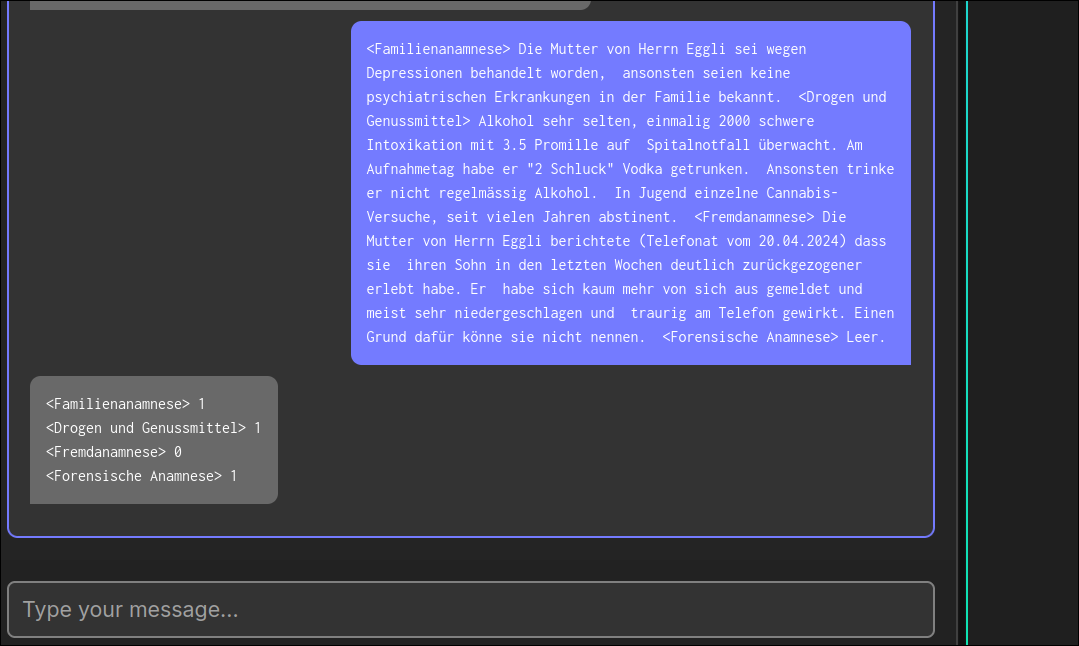 <Familienanamnese> Die Mutter von Herrn Eggli sei wegen
Depressionen behandelt worden,  ansonsten seien keine
psychiatrischen Erkrankungen in der Familie bekannt.  <Drogen und
Genussmittel> Alkohol sehr selten, einmalig 2000 schwere
Intoxikation mit 3.5 Promille auf  Spitalnotfall überwacht. Am
Aufnahmetag habe er "2 Schluck" Vodka getrunken.  Ansonsten trinke
er nicht regelmässig Alkohol.  In Jugend einzelne Cannabis-
Versuche, seit vielen Jahren abstinent.  <Fremdanamnese> Die
Mutter von Herrn Eggli berichtete (Telefonat vom 20.04.2024) dass
sie  ihren Sohn in den letzten Wochen deutlich zurückgezogener
erlebt habe. Er  habe sich kaum mehr von sich aus gemeldet und
meist sehr niedergeschlagen und  traurig am Telefon gewirkt. Einen
Grund dafür könne sie nicht nennen.  <Forensische Anamnese> Leer.
<Familienanamnese> 1
<Drogen und Genussmittel> 1
<Fremdanamnese> 0
<Forensische Anamnese> 1
Type your message...